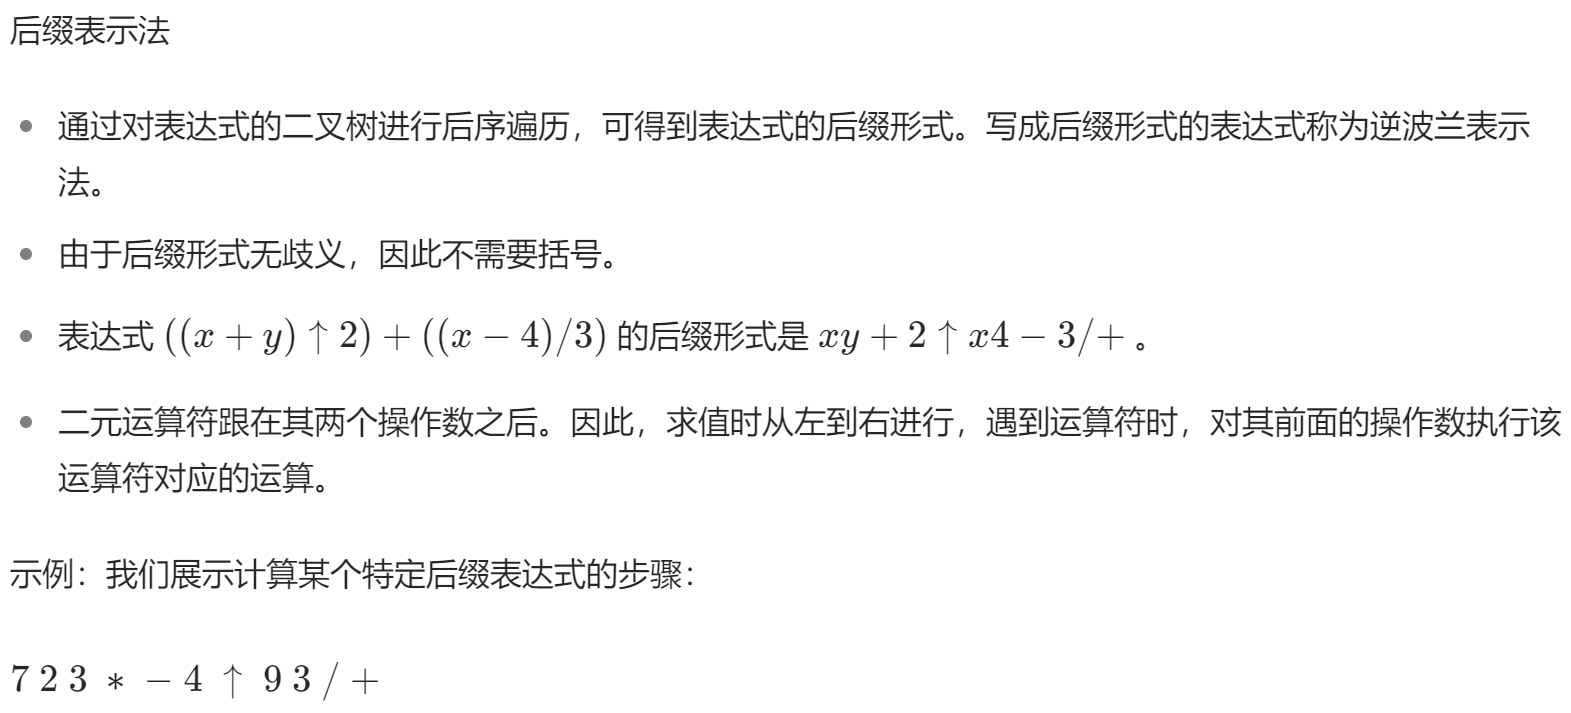 后缀表示法
• 通过对表达式的二叉树进行后序遍历，可得到表达式的后缀形式。写成后缀形式的表达式称为逆波兰表示
法。
• 由于后缀形式无歧义，因此不需要括号。
• 表达式 ((x + y) ↑ 2) + ((x − 4)/3) 的后缀形式是 xy + 2 ↑ x4 − 3/+ 。
• 二元运算符跟在其两个操作数之后。因此，求值时从左到右进行，遇到运算符时，对其前面的操作数执行该
运算符对应的运算。
示例：我们展示计算某个特定后缀表达式的步骤：
7 2 3 * − 4 ↑ 9 3 / +